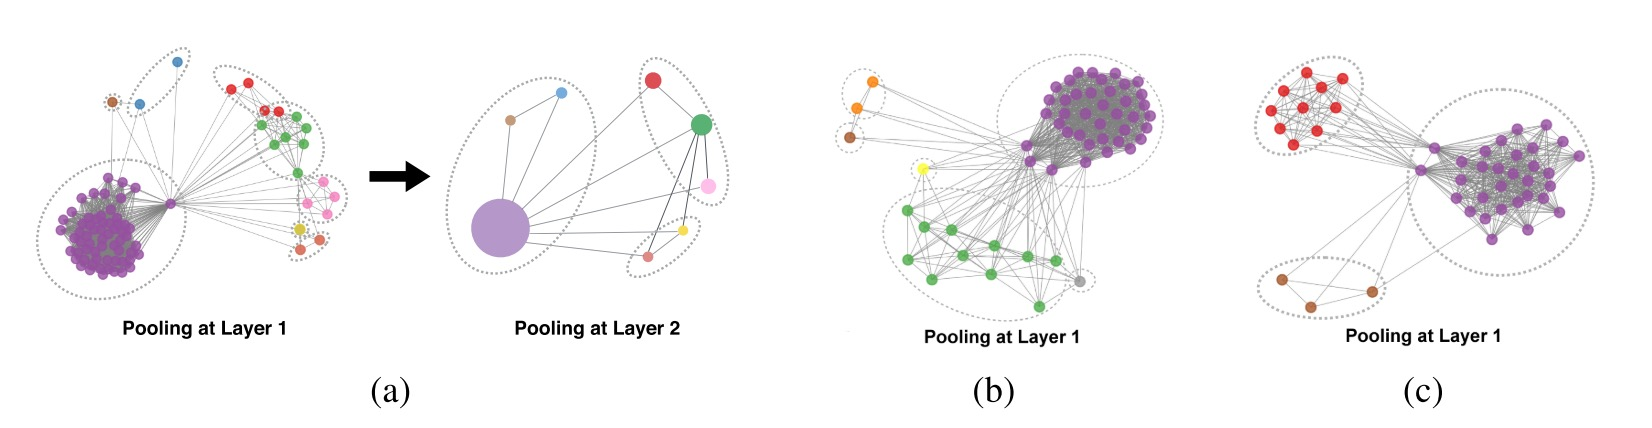 Pooling at Layer 1
Pooling at Layer 2
Pooling at Layer 1
Pooling at Layer 1
(a)
(b)
(c)